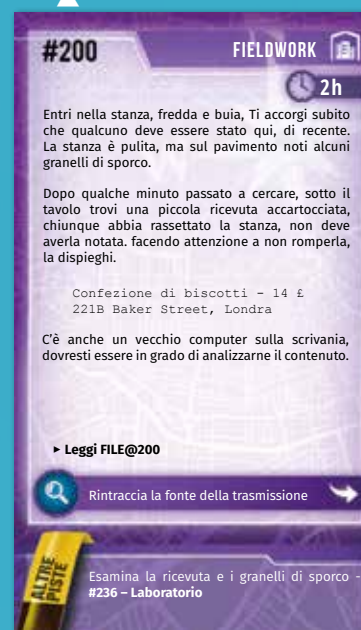 #200
FIELDWORK
2h
Entri nella stanza, fredda e buia, Ti accorgi subito
che qualcuno deve essere stato qui, di recente.
La stanza è pulita, ma sul pavimento noti alcuni
granelli di sporco.
Dopo qualche minuto passato a cercare, sotto il
tavolo trovi una piccola ricevuta accartocciata,
chiunque abbia rassettato la stanza, non deve
averla notata. facendo attenzione a non romperla,
la dispieghi.
Confezione di biscotti - 14 £
221B Baker Street, Londra
C'è anche un vecchio computer sulla scrivania,
dovresti essere in grado di analizzarne il contenuto.
► Leggi FILE@200
Rintraccia la fonte della trasmissione
ALTRE
PISTE
Esamina la ricevuta e i granelli di sporco -
#236 – Laboratorio